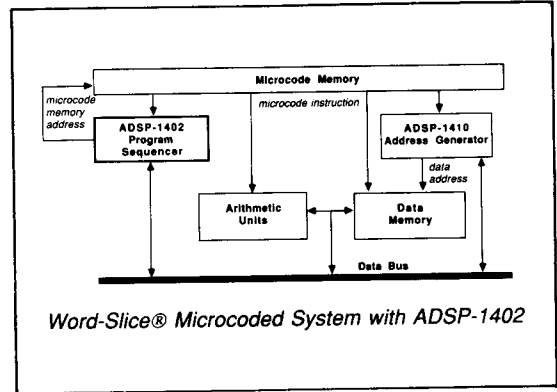 Microcode Memory
microcode
memory
address
microcode instruction
ADSP-1402
Program
Sequencer
ADSP-1410
Address Generator
data
address
Arithmetic
Units
Data
Memory
Data Bus
Word-Slice® Microcoded System with ADSP-1402